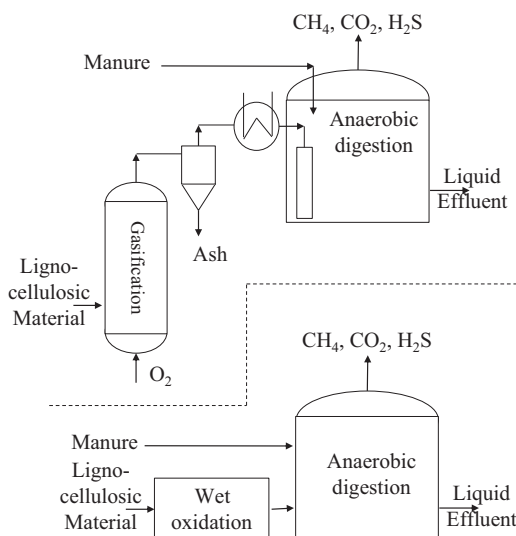 CH₄, CO₂, H₂S
Manure
Anaerobic
digestion
Liquid
Effluent
Gasification
Ash
Ligno-
cellulosic
Material
O₂
CH₄, CO₂, H₂S
Manure
Ligno-
cellulosic
Material
Wet
oxidation
Anaerobic
digestion
Liquid
Effluent